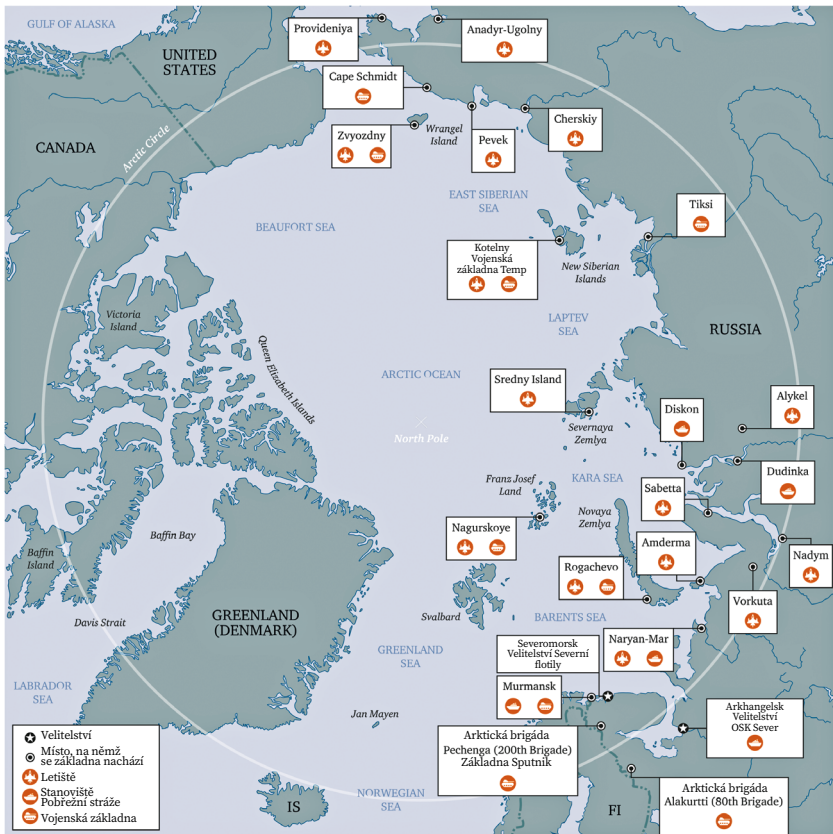 GULF OF ALASKA
UNITED
STATES
CANADA
Arctic Circle
Provideniya
Anadyr-Ugolny
Cape Schmidt
Zvyozdny
Wrangel
Island
Pevek
Cherskiy
EAST SIBERIAN
SEA
BEAUFORT SEA
Tiksi
Kotelny
Vojenská
základna Temp
New Siberian
Islands
Victoria
Island
LAPTEV
SEA
RUSSIA
Queen Elizabeth Islands
ARCTIC OCEAN
Sredny Island
Severnaya
Zemlya
Alykel
Diskon
North Pole
Dudinka
KARA SEA
Franz Josef
Land
Sabetta
Novaya
Zemlya
Nagurskoye
Baffin Bay
Amderma
Nadym
Baffin
Island
Rogachevo
Vorkuta
Davis Strait
GREENLAND
(DENMARK)
Svalbard
BARENTS SEA
GREENLAND
SEA
Severomorsk
Velitelství Severní
flotily
Naryan-Mar
LABRADOR
SEA
Murmansk
Jan Mayen
Arkhangelsk
Velitelství
OSK Sever
Arktická brigáda
Pechenga (200th Brigade)
Základna Sputnik
NORWEGIAN
SEA
IS
FI
Arktická brigáda
Alakurtti (80th Brigade)
Velitelství
Místo, na němž
se základna nachází
Letiště
Stanoviště
Pobřežní stráže
Vojenská základna